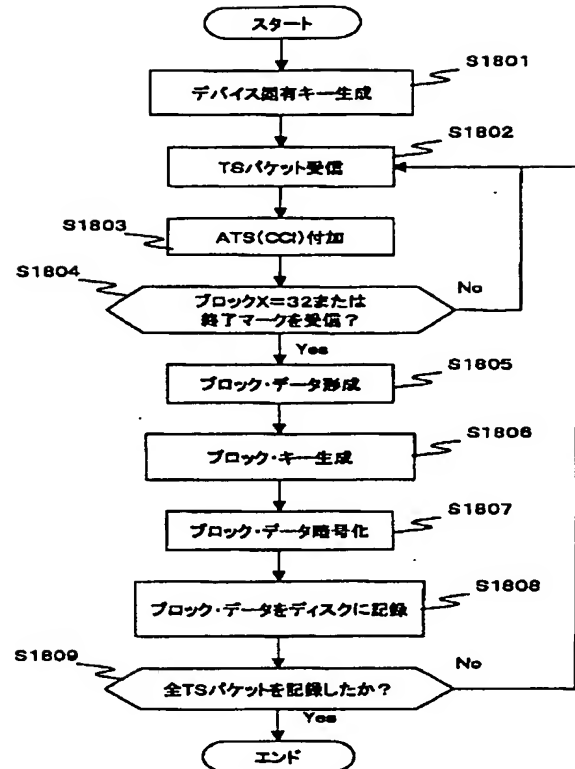 スタート
S1801
デバイス固有キー生成
S1802
TSパケット受信
S1803
ATS(CCI)付加
S1804
No
ブロックX=32または
終了マークを受信?
Yes
S1805
ブロック・データ形成
S1806
ブロック・キー生成
S1807
ブロック・データ暗号化
S1808
ブロック・データをディスクに記録
S1809
No
全TSパケットを記録したか?
Yes
エンド